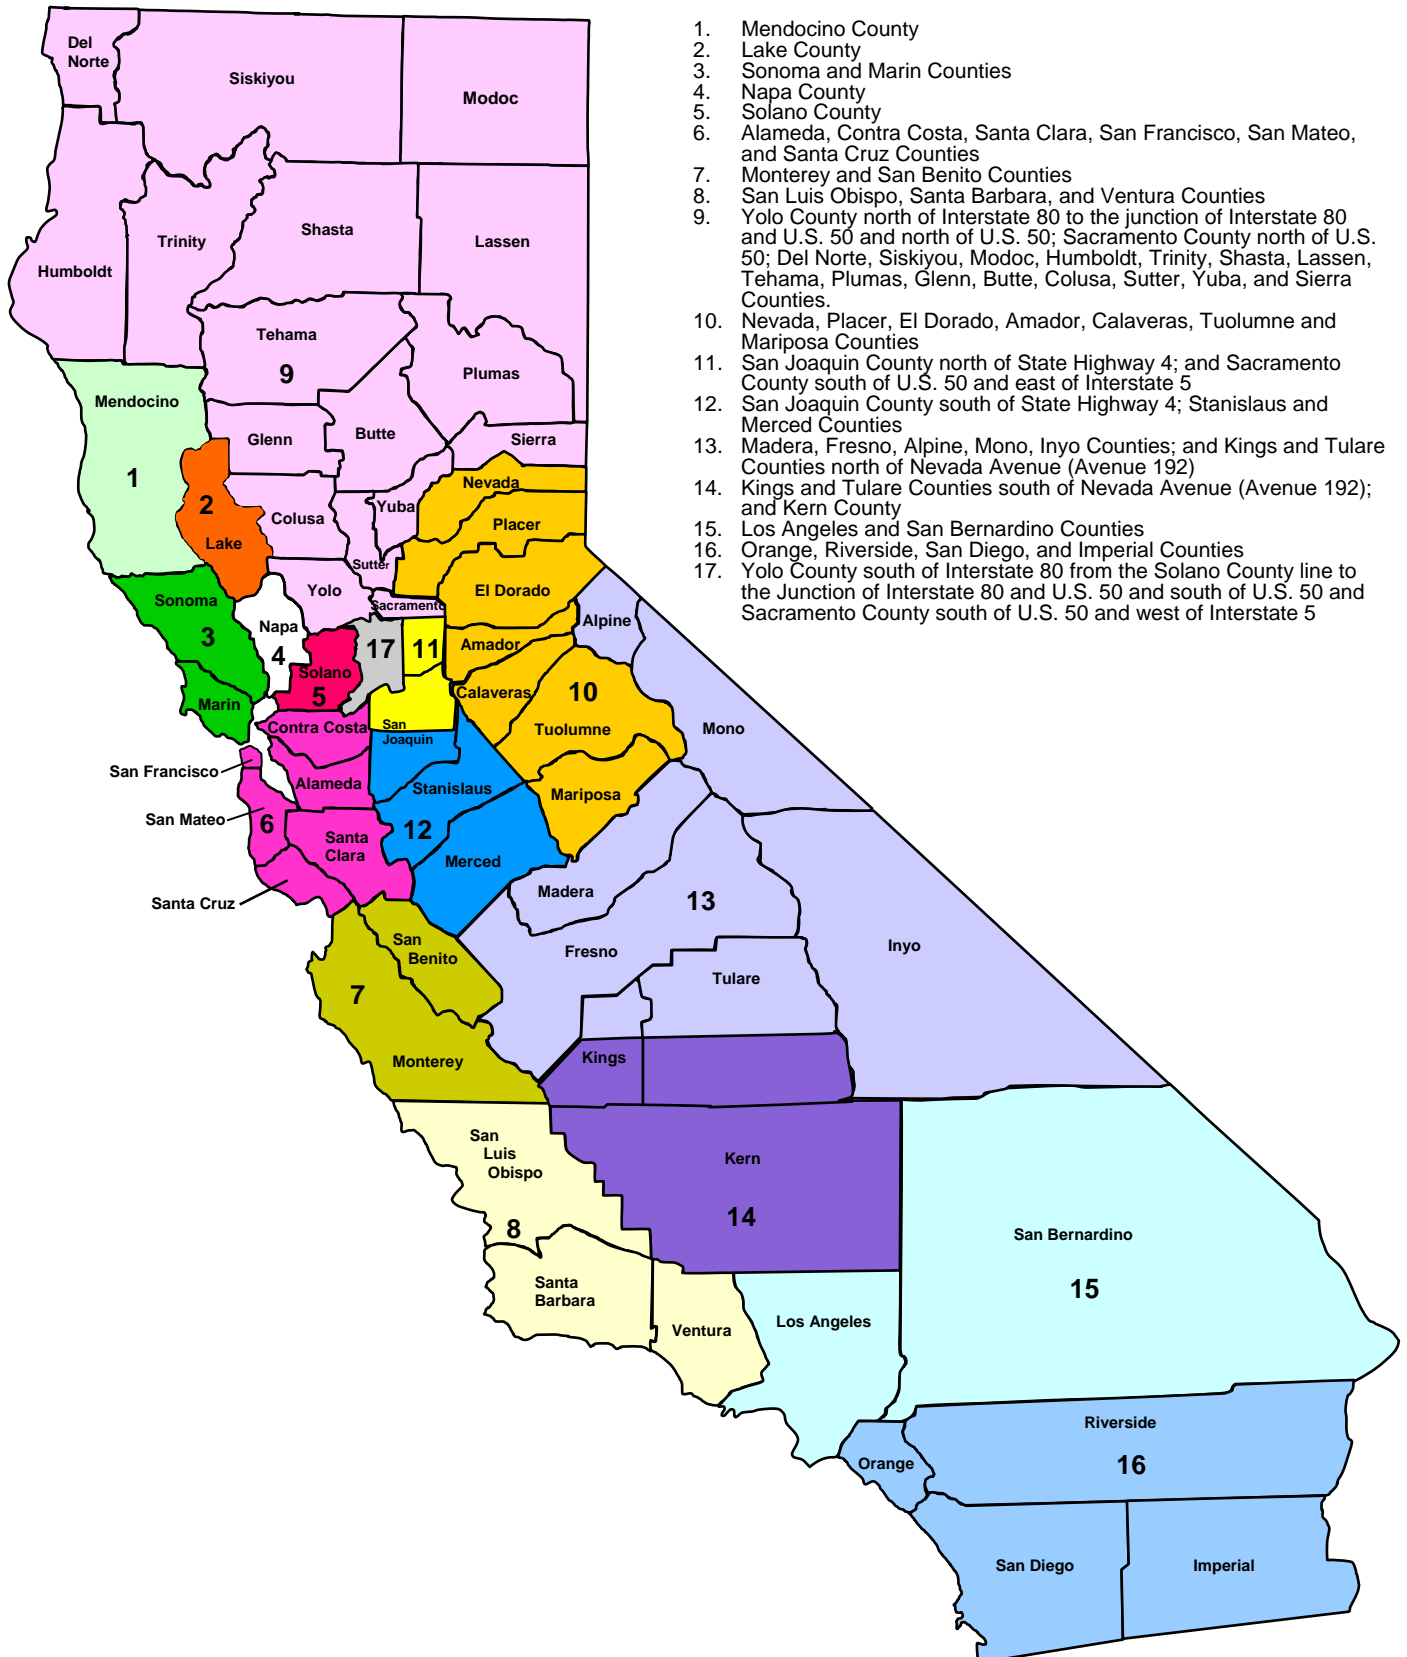 1. Mendocino County
2. Lake County
3. Sonoma and Marin Counties
4. Napa County
5. Solano County
6. Alameda, Contra Costa, Santa Clara, San Francisco, San Mateo,
and Santa Cruz Counties
7. Monterey and San Benito Counties
8. San Luis Obispo, Santa Barbara, and Ventura Counties
9. Yolo County north of Interstate 80 to the junction of Interstate 80
and U.S. 50 and north of U.S. 50; Sacramento County north of U.S.
50; Del Norte, Siskiyou, Modoc, Humboldt, Trinity, Shasta, Lassen,
Tehama, Plumas, Glenn, Butte, Colusa, Sutter, Yuba, and Sierra
Counties.
10. Nevada, Placer, El Dorado, Amador, Calaveras, Tuolumne and
Mariposa Counties
11. San Joaquin County north of State Highway 4; and Sacramento
County south of U.S. 50 and east of Interstate 5
12. San Joaquin County south of State Highway 4; Stanislaus and
Merced Counties
13. Madera, Fresno, Alpine, Mono, Inyo Counties; and Kings and Tulare
Counties north of Nevada Avenue (Avenue 192)
14. Kings and Tulare Counties south of Nevada Avenue (Avenue 192);
and Kern County
15. Los Angeles and San Bernardino Counties
16. Orange, Riverside, San Diego, and Imperial Counties
17. Yolo County south of Interstate 80 from the Solano County line to
the Junction of Interstate 80 and U.S. 50 and south of U.S. 50 and
Sacramento County south of U.S. 50 and west of Interstate 5
Del
Norte
Siskiyou
Modoc
Humboldt
Trinity
Shasta
Lassen
Tehama
9
Plumas
Mendocino
1
Glenn
Butte
Sierra
2
Lake
Colusa
Yuba
Nevada
Placer
Sutter
Yolo
Sacramento
El Dorado
Sonoma
3
Napa
4
Solano
5
17
11
Amador
Alpine
Marin
Calaveras
10
Tuolumne
Mono
Contra Costa
San
Joaquin
San Francisco
Alameda
Stanislaus
Mariposa
San Mateo
6
Santa
Clara
12
Merced
Santa Cruz
Madera
13
San
Benito
Fresno
Inyo
7
Tulare
Monterey
Kings
San
Luis
Obispo
8
Kern
14
San Bernardino
15
Santa
Barbara
Ventura
Los Angeles
Riverside
16
Orange
San Diego
Imperial